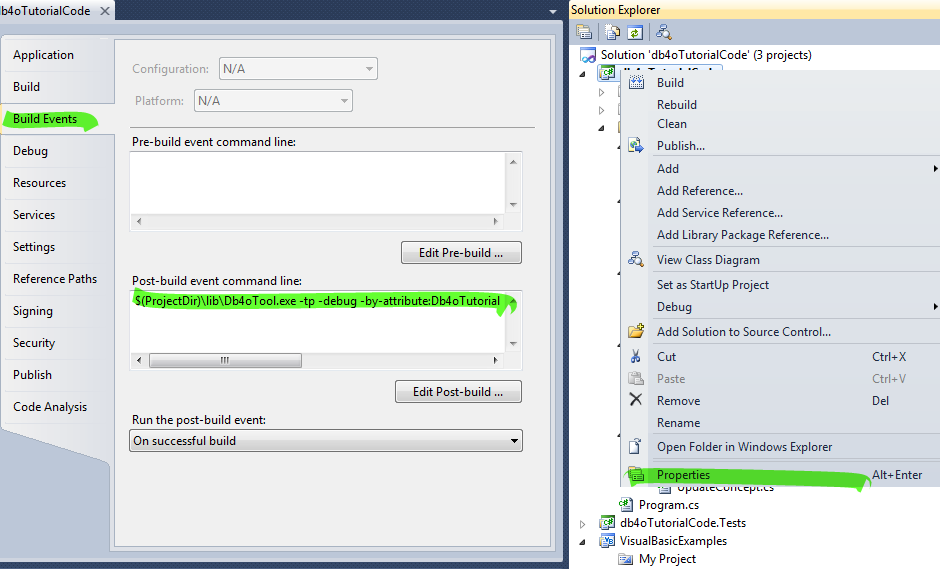 db4oTutorialCode
Application
Build
Build Events
Debug
Resources
Services
Settings
Reference Paths
Signing
Security
Publish
Code Analysis
Configuration:
N/A
Platform:
N/A
Pre-build event command line:
Edit Pre-build ...
Post-build event command line:
$(ProjectDir)\lib\Db4oTool.exe -tp -debug -by-attribute:Db4oTutorial
Edit Post-build ...
Run the post-build event:
On successful build
Solution Explorer
Solution 'db4oTutorialCode' (3 projects)
Build
Rebuild
Clean
Publish...
Add
Add Reference...
Add Service Reference...
Add Library Package Reference...
View Class Diagram
Set as StartUp Project
Debug
Add Solution to Source Control...
Cut Ctrl+X
Paste Ctrl+V
Remove Del
Rename
Open Folder in Windows Explorer
Properties Alt+Enter
UpdateConcept.cs
Program.cs
db4oTutorialCode.Tests
VisualBasicExamples
My Project